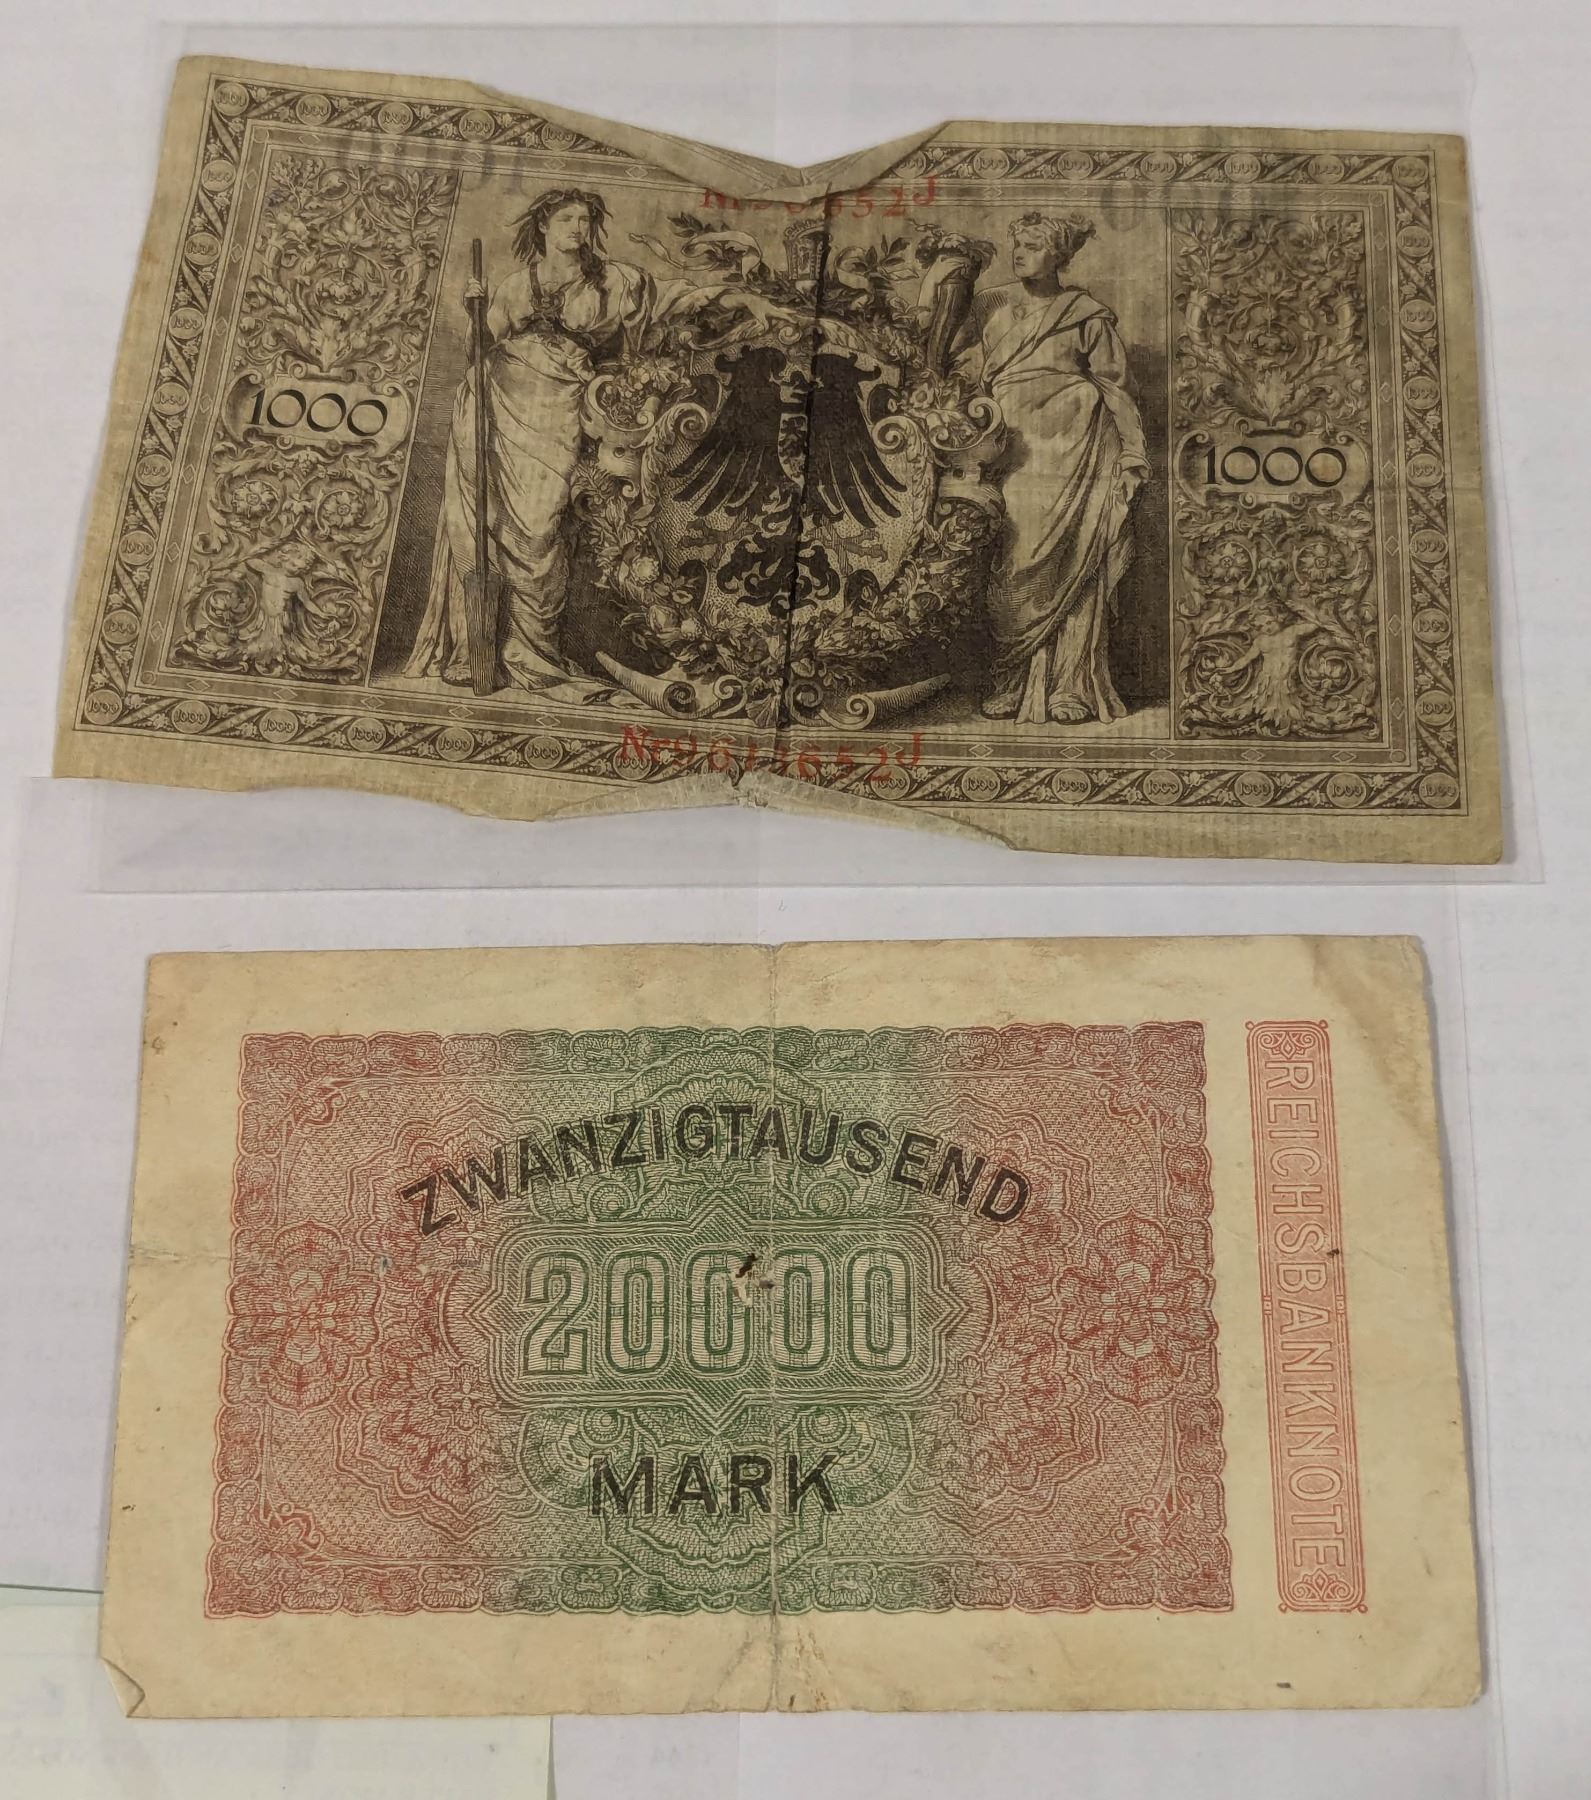 1000
1000
Nr9613652J
ZWANZIGTAUSEND
20000
MARK
REICHSBANKNOTE